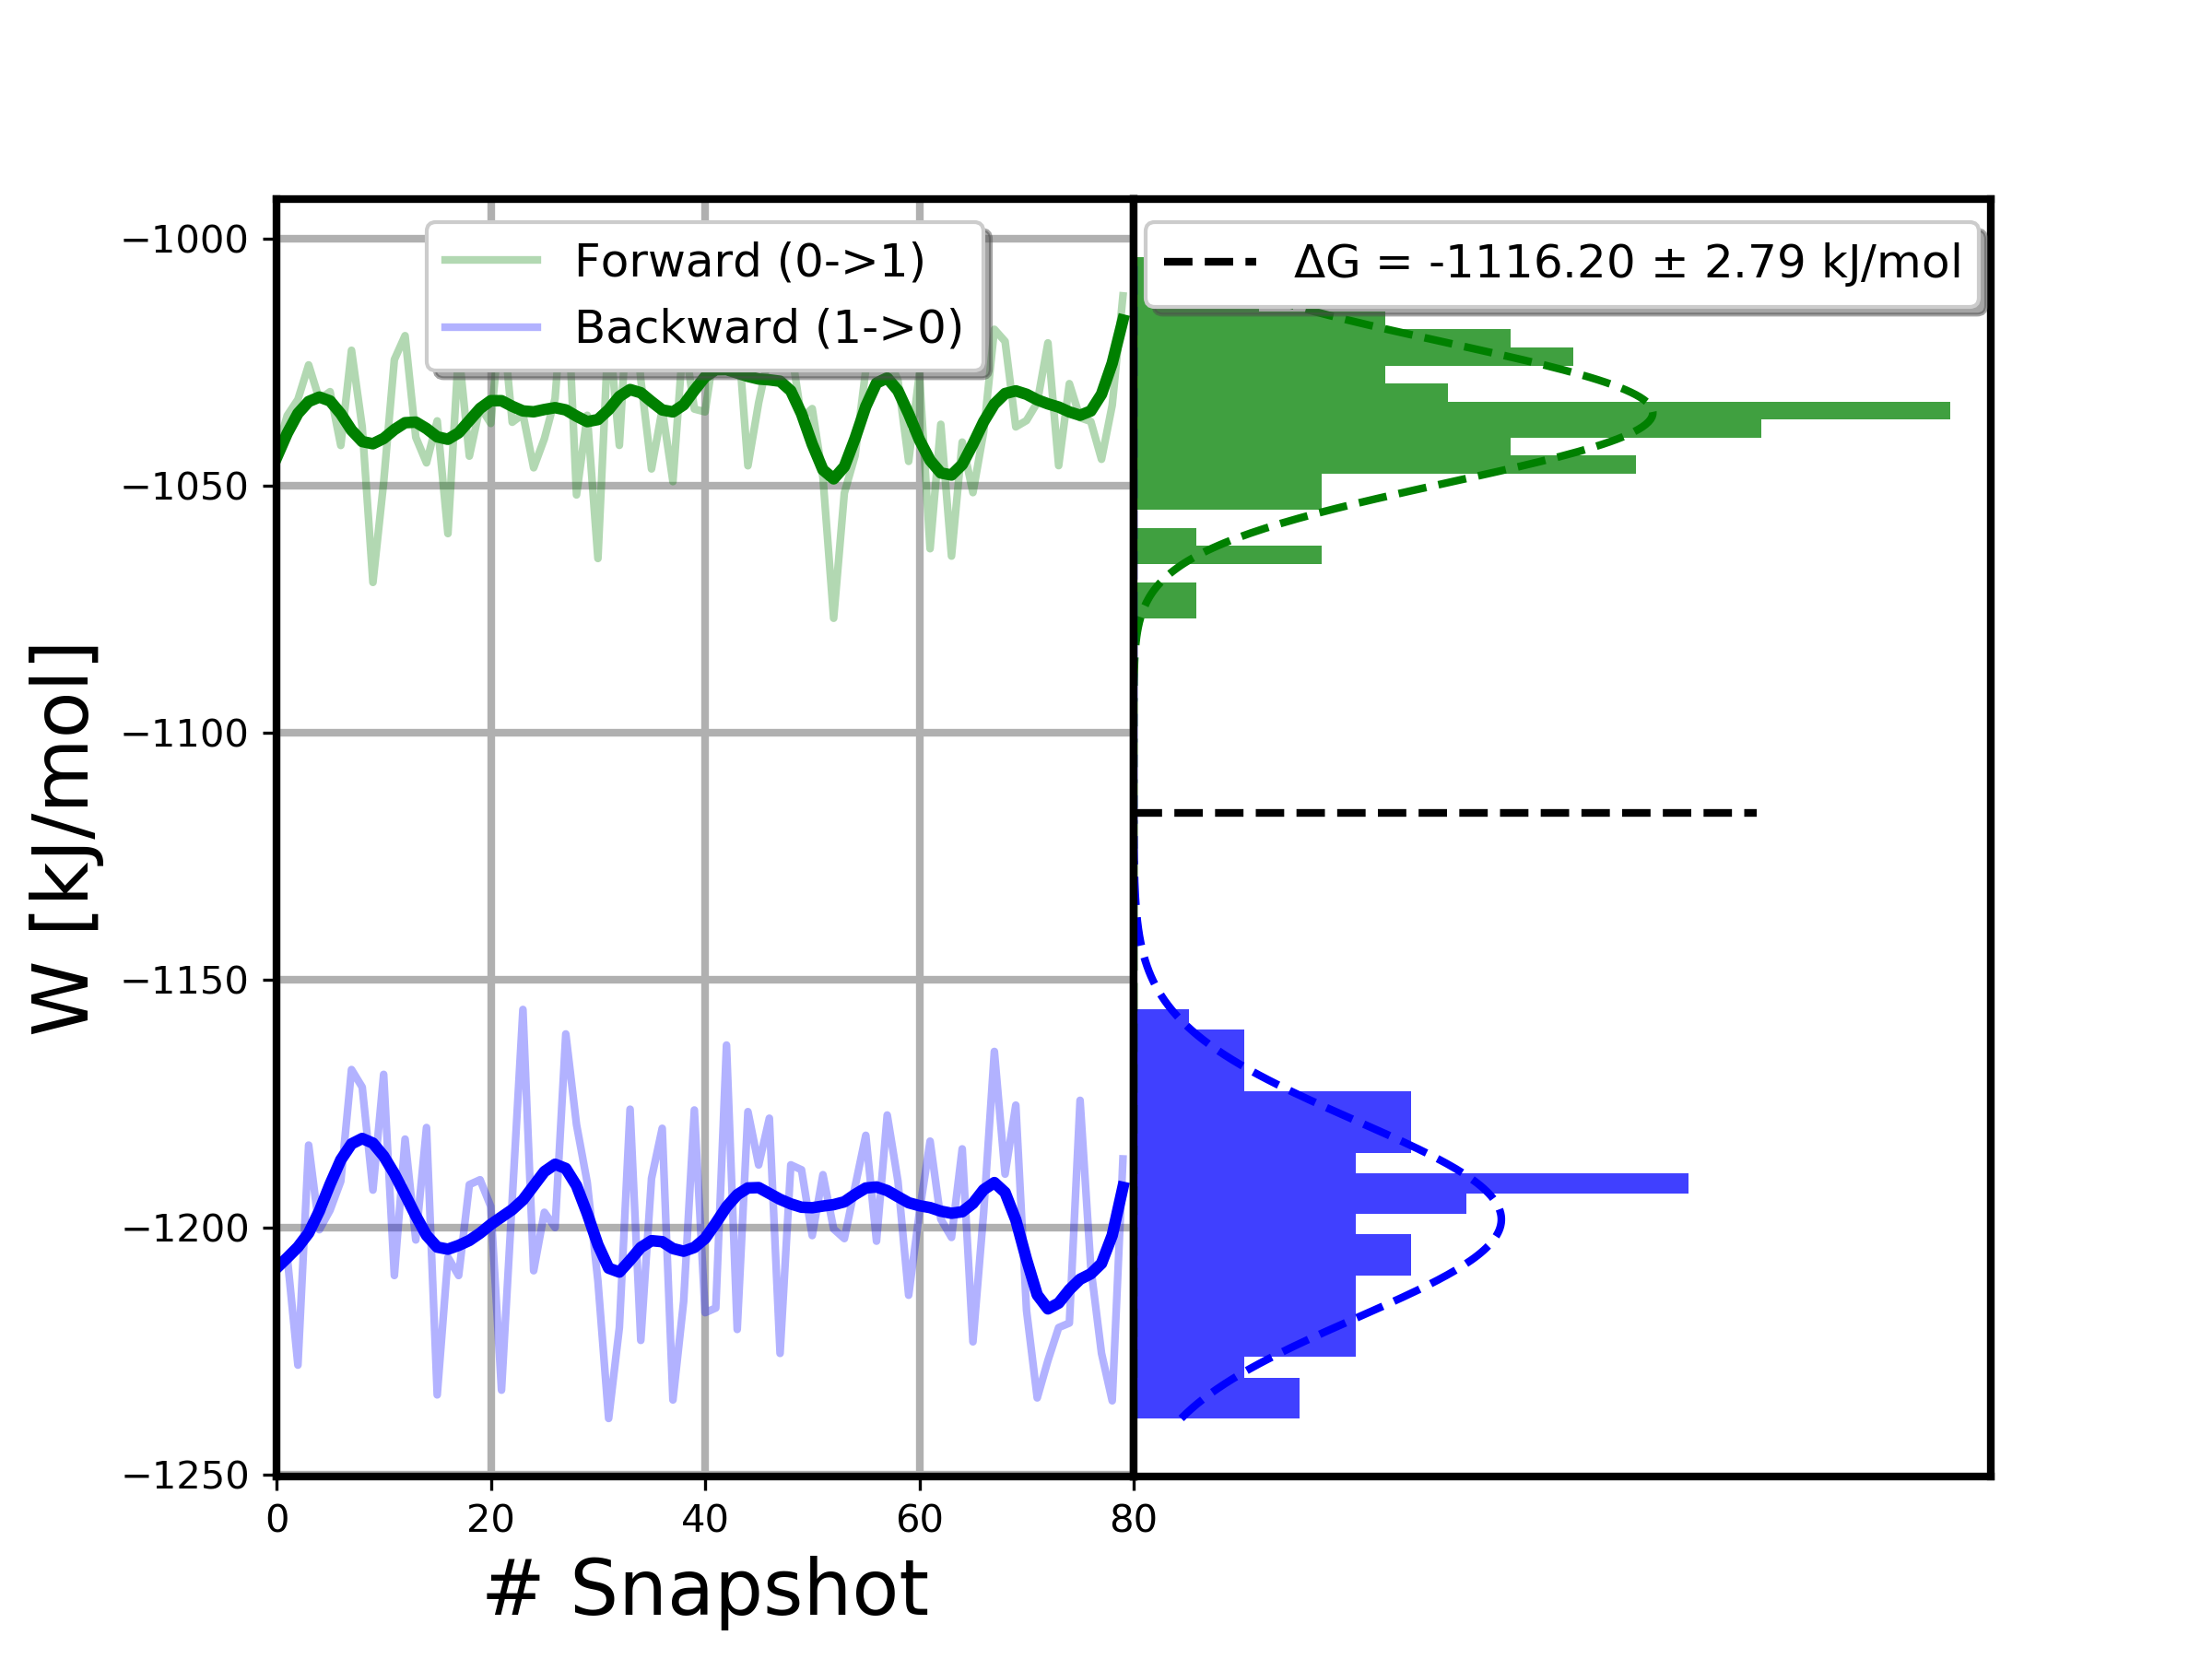 Forward (0->1)
Backward (1->0)
ΔG = -1116.20 ± 2.79 kJ/mol
W [kJ/mol]
−1000
−1050
−1100
−1150
−1200
−1250
0 20 40 60 80
# Snapshot